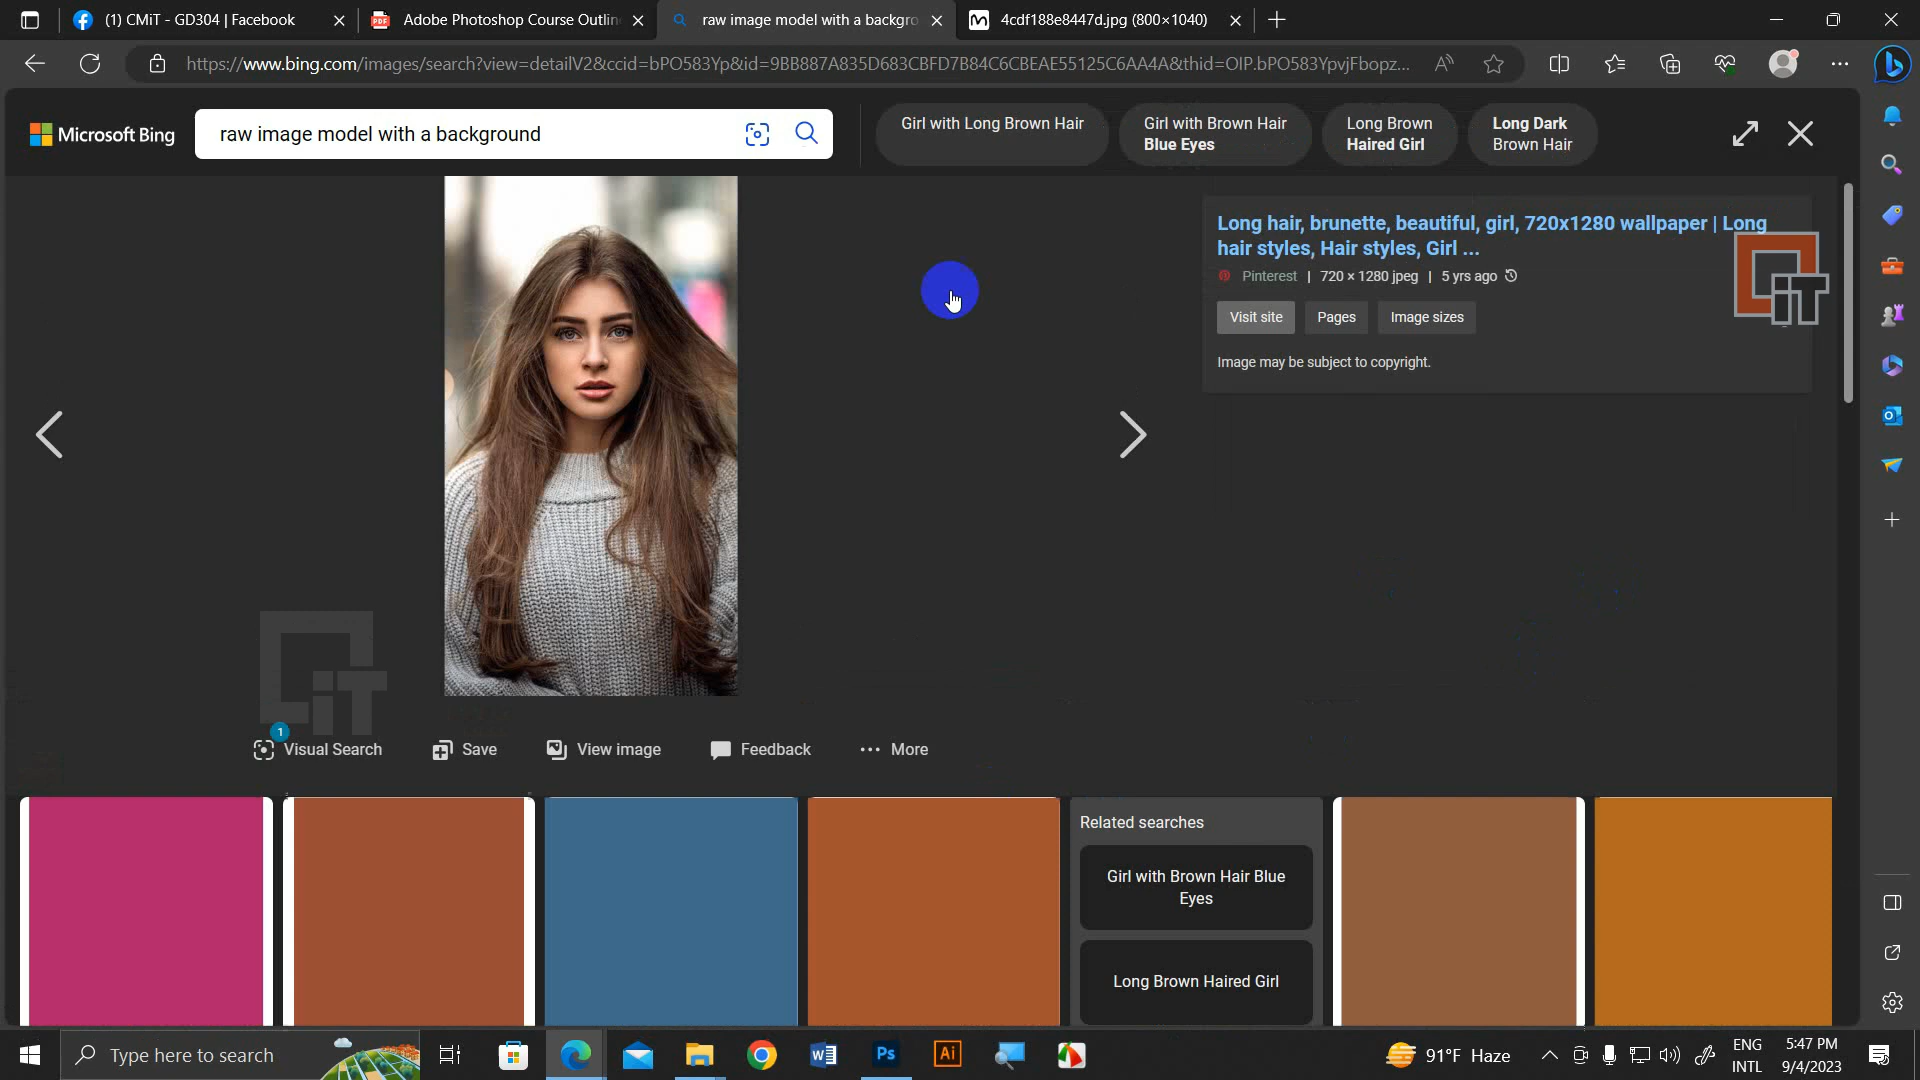 (1) CMiT - GD304 | Facebook
Adobe Photoshop Course Outlin
raw image model with a backgro
4cdf188e8447d.jpg (800×1040)
https://www.bing.com/images/search?view=detailV2&ccid=bPO583Yp&id=9BB887A835D683CBFD7B84C6CBEAE55125C6AA4A&thid=OIP.bPO583YpvjFbopz...
Microsoft Bing
raw image model with a background
Girl with Long Brown Hair
Girl with Brown Hair
Blue Eyes
Long Brown
Haired Girl
Long Dark
Brown Hair
Long hair, brunette, beautiful, girl, 720x1280 wallpaper | Long
hair styles, Hair styles, Girl ...
Pinterest | 720 × 1280 jpeg | 5 yrs ago
Visit site
Pages
Image sizes
Image may be subject to copyright.
iT
iT
1
Visual Search
Save
View image
Feedback
More
Related searches
Girl with Brown Hair Blue
Eyes
Long Brown Haired Girl
Type here to search
Ps
Ai
91°F Haze
ENG
INTL
5:47 PM
9/4/2023